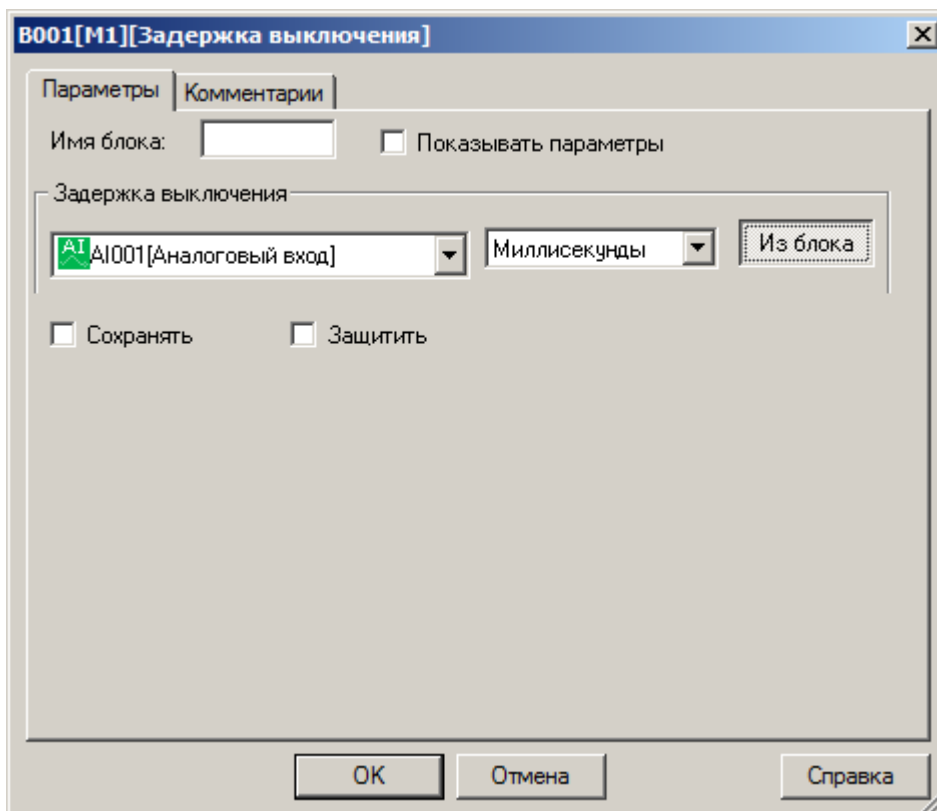 B001[M1][Задержка выключения]
Параметры Комментарии
Имя блока: Показывать параметры
Задержка выключения
AI AI001[Аналоговый вход] Миллисекунды Из блока
Сохранять Защитить
OK Отмена Справка